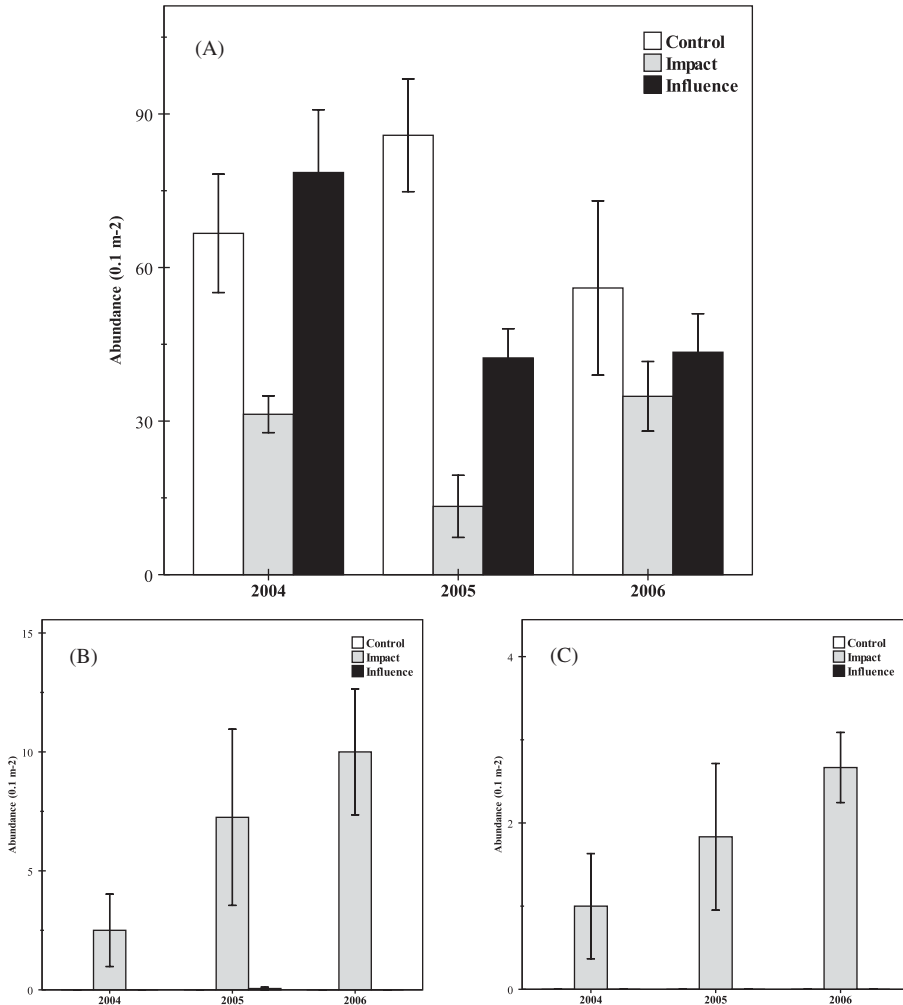 (A)
Control
Impact
Influence
90
60
30
0
Abundance (0.1 m-2)
2004 2005 2006
(B)
Control
Impact
Influence
15
10
5
0
Abundance (0.1 m-2)
2004 2005 2006
(C)
Control
Impact
Influence
4
2
0
Abundance (0.1 m-2)
2004 2005 2006